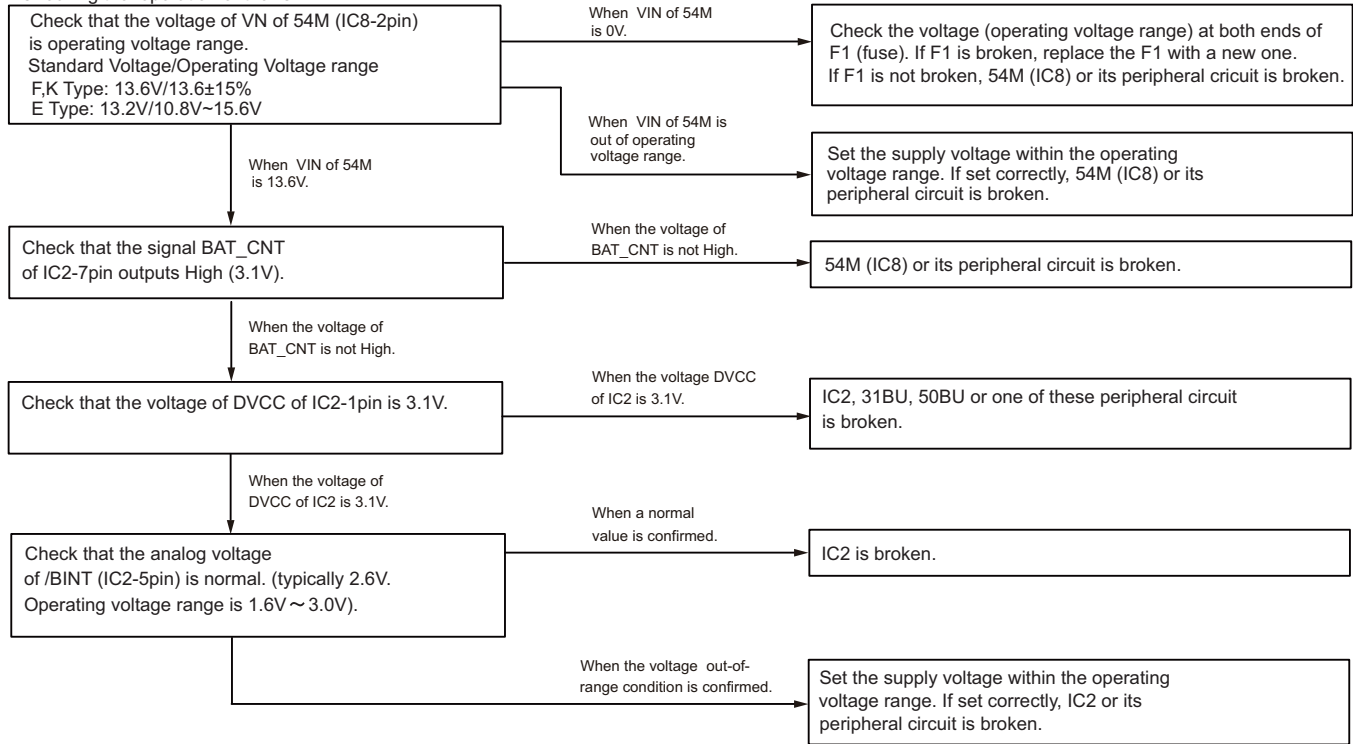 Check that the voltage of VN of 54M (IC8-2pin)
is operating voltage range.
Standard Voltage/Operating Voltage range
F,K Type: 13.6V/13.6±15%
E Type: 13.2V/10.8V~15.6V
When VIN of 54M
is 0V.
Check the voltage (operating voltage range) at both ends of
F1 (fuse). If F1 is broken, replace the F1 with a new one.
If F1 is not broken, 54M (IC8) or its peripheral cricuit is broken.
When VIN of 54M is
out of operating
voltage range.
Set the supply voltage within the operating
voltage range. If set correctly, 54M (IC8) or its
peripheral circuit is broken.
When VIN of 54M
is 13.6V.
Check that the signal BAT_CNT
of IC2-7pin outputs High (3.1V).
When the voltage of
BAT_CNT is not High.
54M (IC8) or its peripheral circuit is broken.
When the voltage of
BAT_CNT is not High.
Check that the voltage of DVCC of IC2-1pin is 3.1V.
When the voltage DVCC
of IC2 is 3.1V.
IC2, 31BU, 50BU or one of these peripheral circuit
is broken.
When the voltage of
DVCC of IC2 is 3.1V.
Check that the analog voltage
of /BINT (IC2-5pin) is normal. (typically 2.6V.
Operating voltage range is 1.6V～3.0V).
When a normal
value is confirmed.
IC2 is broken.
When the voltage out-of-
range condition is confirmed.
Set the supply voltage within the operating
voltage range. If set correctly, IC2 or its
peripheral circuit is broken.